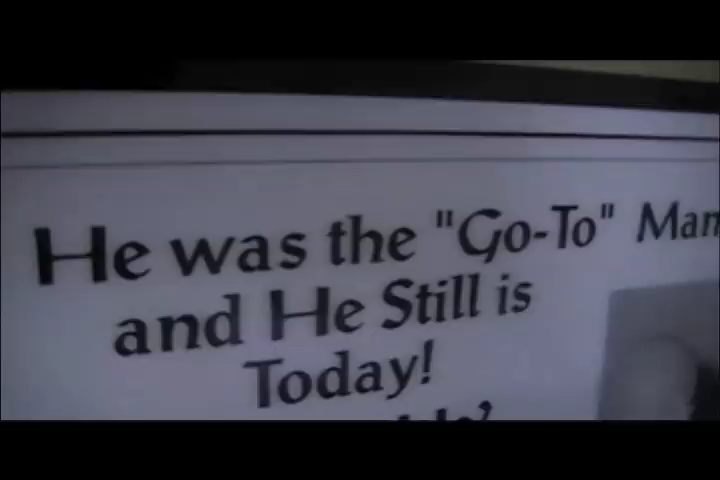 He was the "Go-To" Man
and He Still is
Today!